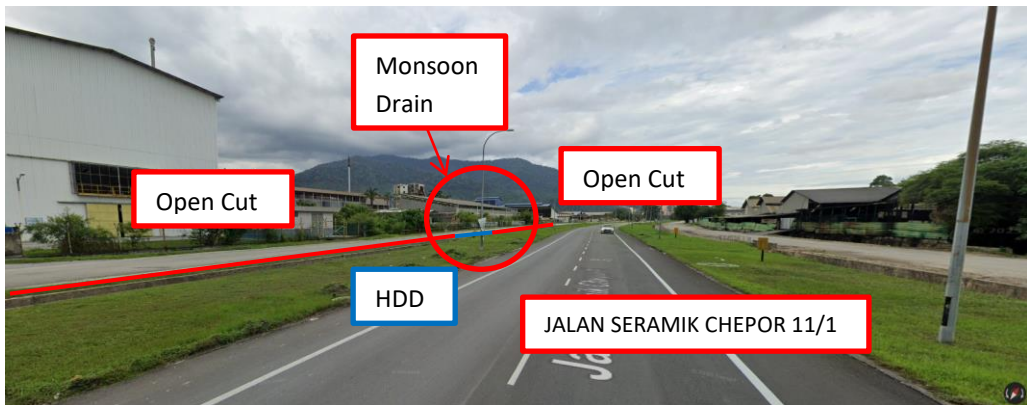 Monsoon
Drain
Open Cut
Open Cut
HDD
JALAN SERAMIK CHEPOR 11/1